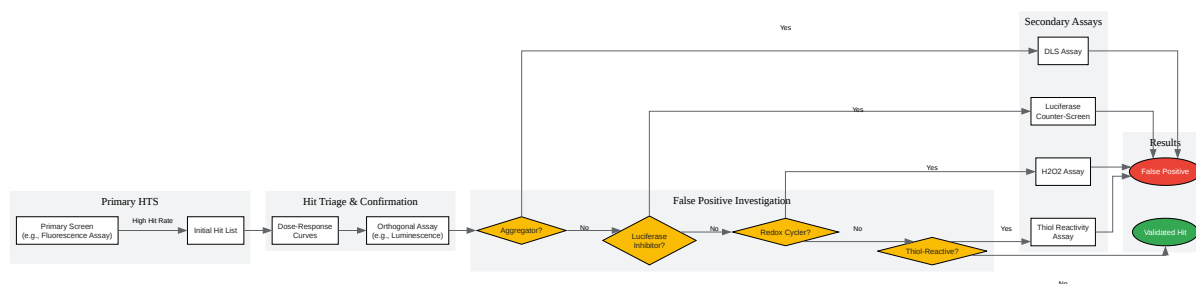 Yes
Secondary Assays
DLS Assay
Luciferase
Counter-Screen
Yes
Results
Yes
H2O2 Assay
False Positive
Primary HTS
Hit Triage & Confirmation
False Positive Investigation
Primary Screen
(e.g., Fluorescence Assay)
High Hit Rate
Initial Hit List
Dose-Response
Curves
Orthogonal Assay
(e.g., Luminescence)
Aggregator?
No
Luciferase
Inhibitor?
No
Redox Cycler?
No
Thiol-Reactive?
Yes
Thiol Reactivity
Assay
Validated Hit